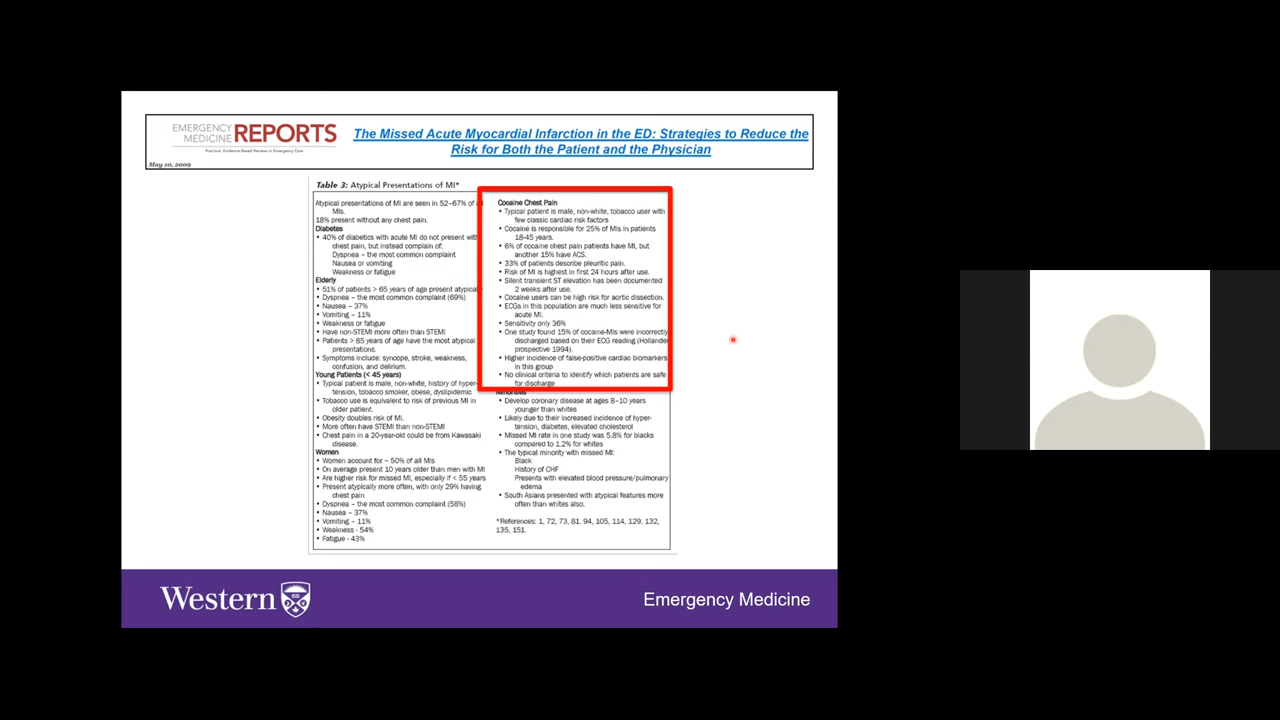 EMERGENCY
MEDICINE REPORTS
Practical, Evidence-Based Reviews in Emergency Care
The Missed Acute Myocardial Infarction in the ED: Strategies to Reduce the
Risk for Both the Patient and the Physician
May 10, 2009
Table 3: Atypical Presentations of MI*
Atypical presentations of MI are seen in 52–67% of all
MIs.
18% present without any chest pain.
Diabetes
• 40% of diabetics with acute MI do not present with
chest pain, but instead complain of:
Dyspnea – the most common complaint
Nausea or vomiting
Weakness or fatigue
Elderly
• 51% of patients > 65 years of age present atypically
• Dyspnea – the most common complaint (69%)
• Nausea – 37%
• Vomiting – 11%
• Weakness or fatigue
• Have non-STEMI more often than STEMI
• Patients > 85 years of age have the most atypical
presentations.
• Symptoms include: syncope, stroke, weakness,
confusion, and delirium.
Young Patients (< 45 years)
• Typical patient is male, non-white, history of hyper-
tension, tobacco smoker, obese, dyslipidemic
• Tobacco use is equivalent to risk of previous MI in
older patient.
• Obesity doubles risk of MI.
• More often have STEMI than non-STEMI
• Chest pain in a 20-year-old could be from Kawasaki
disease.
Women
• Women account for ~ 50% of all MIs
• On average present 10 years older than men with MI
• Are higher risk for missed MI, especially if < 55 years
• Present atypically more often, with only 29% having
chest pain
• Dyspnea – the most common complaint (58%)
• Nausea – 37%
• Vomiting – 11%
• Weakness - 54%
• Fatigue - 43%
Cocaine Chest Pain
• Typical patient is male, non-white, tobacco user with
few classic cardiac risk factors
• Cocaine is responsible for 25% of MIs in patients
18-45 years.
• 6% of cocaine chest pain patients have MI, but
another 15% have ACS.
• 33% of patients describe pleuritic pain.
• Risk of MI is highest in first 24 hours after use.
• Silent transient ST elevation has been documented
2 weeks after use.
• Cocaine users can be high risk for aortic dissection.
• ECGs in this population are much less sensitive for
acute MI.
• Sensitivity only 36%
• One study found 15% of cocaine-MIs were incorrectly
discharged based on their ECG reading (Hollander
prospective 1994).
• Higher incidence of false-positive cardiac biomarkers
in this group
• No clinical criteria to identify which patients are safe
for discharge
Minorities
• Develop coronary disease at ages 8–10 years
younger than whites
• Likely due to their increased incidence of hyper-
tension, diabetes, elevated cholesterol
• Missed MI rate in one study was 5.8% for blacks
compared to 1.2% for whites
• The typical minority with missed MI:
Black
History of CHF
Presents with elevated blood pressure/pulmonary
edema
• South Asians presented with atypical features more
often than whites also.
*References: 1, 72, 73, 81, 94, 105, 114, 129, 132,
135, 151.
Western
Emergency Medicine